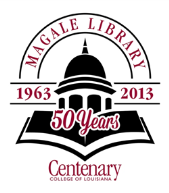 MAGALE LIBRARY
1963 2013
50 Years
Centenary
COLLEGE OF LOUISIANA